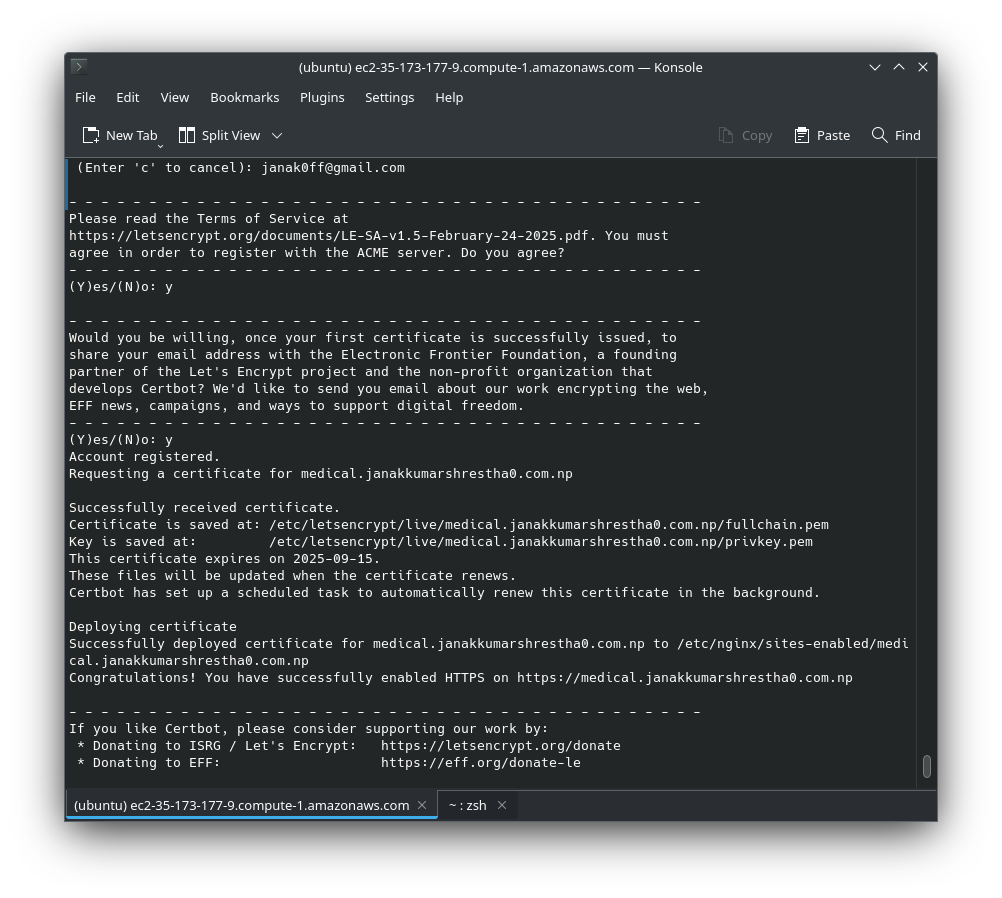 (ubuntu) ec2-35-173-177-9.compute-1.amazonaws.com — Konsole
File Edit View Bookmarks Plugins Settings Help
New Tab Split View Copy Paste Find
(Enter 'c' to cancel): janak0ff@gmail.com
- - - - - - - - - - - - - - - - - - - - - - - - - - - - - - - - - - - - - - - -
Please read the Terms of Service at
https://letsencrypt.org/documents/LE-SA-v1.5-February-24-2025.pdf. You must
agree in order to register with the ACME server. Do you agree?
- - - - - - - - - - - - - - - - - - - - - - - - - - - - - - - - - - - - - - - -
(Y)es/(N)o: y
- - - - - - - - - - - - - - - - - - - - - - - - - - - - - - - - - - - - - - - -
Would you be willing, once your first certificate is successfully issued, to
share your email address with the Electronic Frontier Foundation, a founding
partner of the Let's Encrypt project and the non-profit organization that
develops Certbot? We'd like to send you email about our work encrypting the web,
EFF news, campaigns, and ways to support digital freedom.
- - - - - - - - - - - - - - - - - - - - - - - - - - - - - - - - - - - - - - - -
(Y)es/(N)o: y
Account registered.
Requesting a certificate for medical.janakkumarshrestha0.com.np
Successfully received certificate.
Certificate is saved at: /etc/letsencrypt/live/medical.janakkumarshrestha0.com.np/fullchain.pem
Key is saved at:         /etc/letsencrypt/live/medical.janakkumarshrestha0.com.np/privkey.pem
This certificate expires on 2025-09-15.
These files will be updated when the certificate renews.
Certbot has set up a scheduled task to automatically renew this certificate in the background.
Deploying certificate
Successfully deployed certificate for medical.janakkumarshrestha0.com.np to /etc/nginx/sites-enabled/medi
cal.janakkumarshrestha0.com.np
Congratulations! You have successfully enabled HTTPS on https://medical.janakkumarshrestha0.com.np
- - - - - - - - - - - - - - - - - - - - - - - - - - - - - - - - - - - - - - - -
If you like Certbot, please consider supporting our work by:
* Donating to ISRG / Let's Encrypt:   https://letsencrypt.org/donate
* Donating to EFF:                    https://eff.org/donate-le
(ubuntu) ec2-35-173-177-9.compute-1.amazonaws.com ~ : zsh